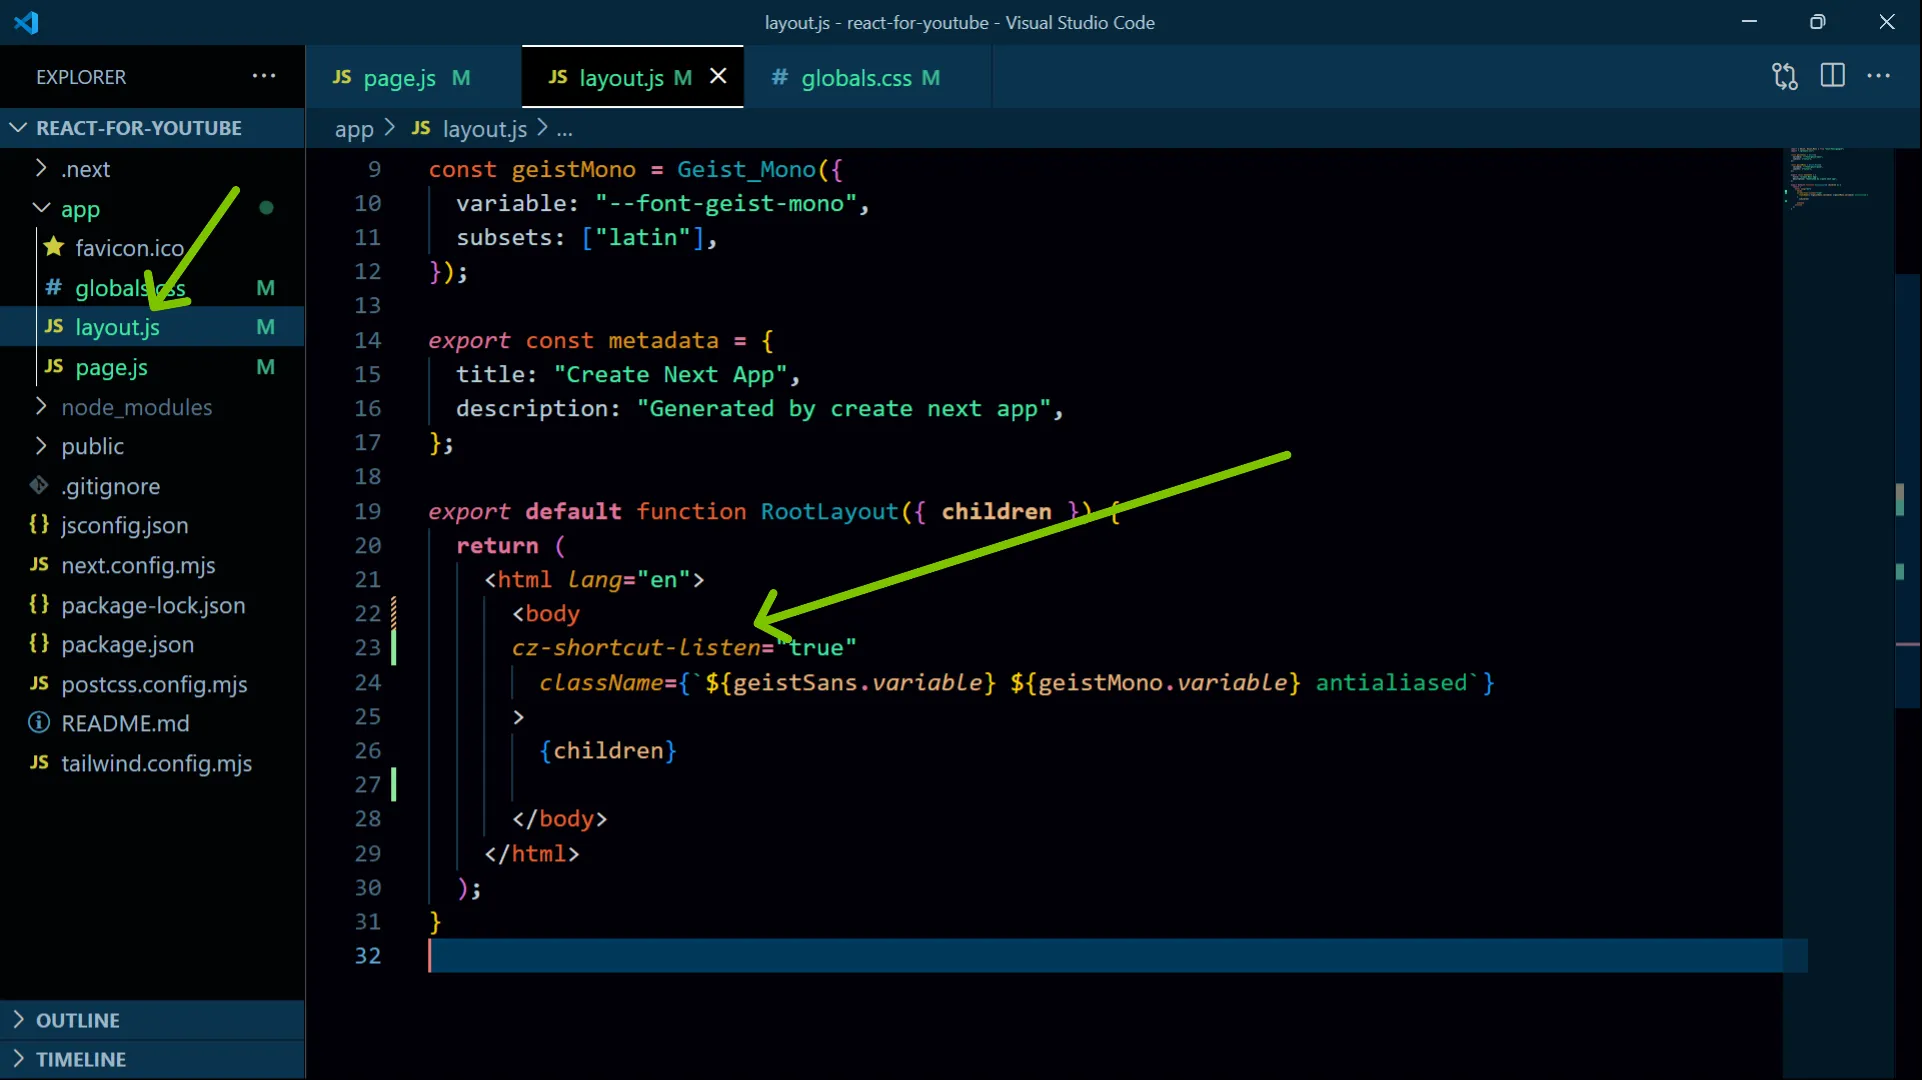 layout.js - react-for-youtube - Visual Studio Code
EXPLORER ...
JS page.js M
JS layout.js M
# globals.css M
REACT-FOR-YOUTUBE
app > JS layout.js > ...
.next
app
favicon.ico
# globals.css M
JS layout.js M
JS page.js M
node_modules
public
.gitignore
{} jsconfig.json
JS next.config.mjs
{} package-lock.json
{} package.json
JS postcss.config.mjs
README.md
JS tailwind.config.mjs
OUTLINE
TIMELINE
9 const geistMono = Geist_Mono({
10 variable: "--font-geist-mono",
11 subsets: ["latin"],
12 });
13
14 export const metadata = {
15 title: "Create Next App",
16 description: "Generated by create next app",
17 };
18
19 export default function RootLayout({ children }) {
20 return (
21 <html lang="en">
22 <body
23 cz-shortcut-listen="true"
24 className={`${geistSans.variable} ${geistMono.variable} antialiased`}
25 >
26 {children}
27
28 </body>
29 </html>
30 );
31 }
32